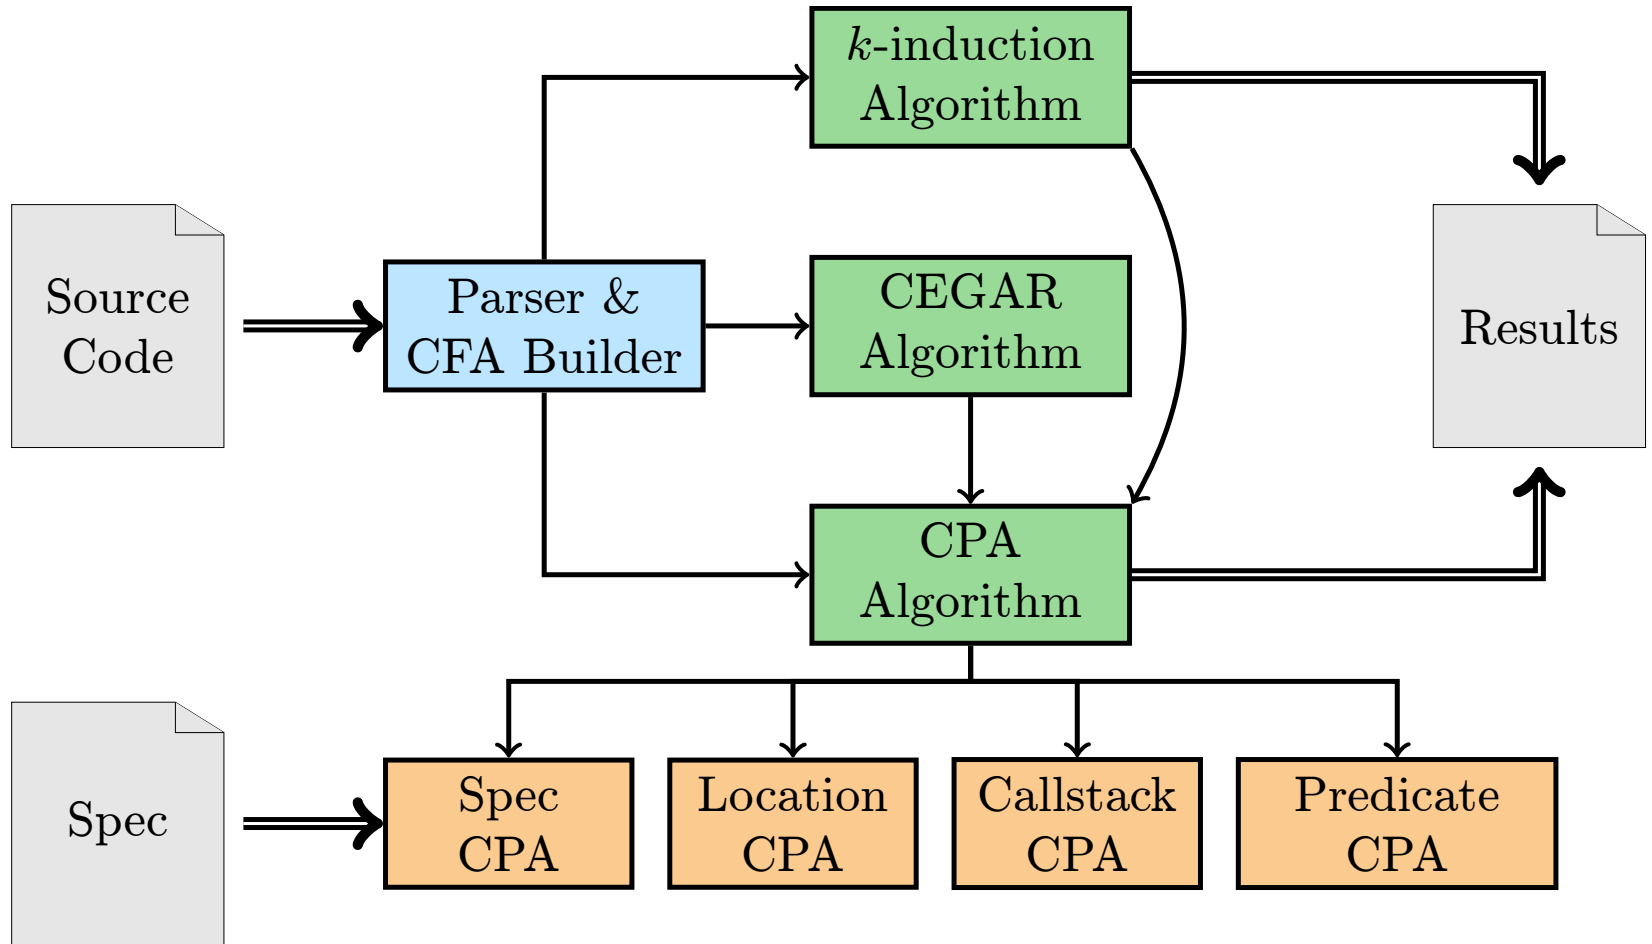 k-induction
Algorithm
Source
Code
Parser &
CFA Builder
CEGAR
Algorithm
Results
CPA
Algorithm
Spec
Spec
CPA
Location
CPA
Callstack
CPA
Predicate
CPA